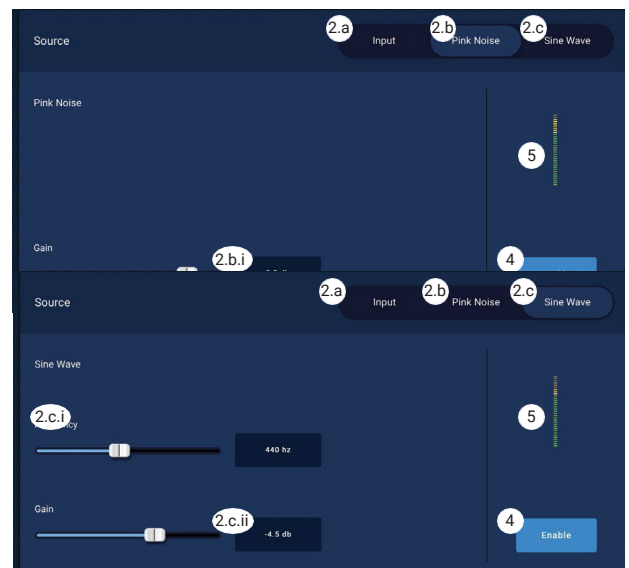 Source
2.a
Input
2.b
Pink Noise
2.c
Sine Wave
Pink Noise
5
Gain
2.b.i
4
Source
2.a
Input
2.b
Pink Noise
2.c
Sine Wave
Sine Wave
2.c.i
5
440 hz
Gain
2.c.ii
-4.5 db
4
Enable